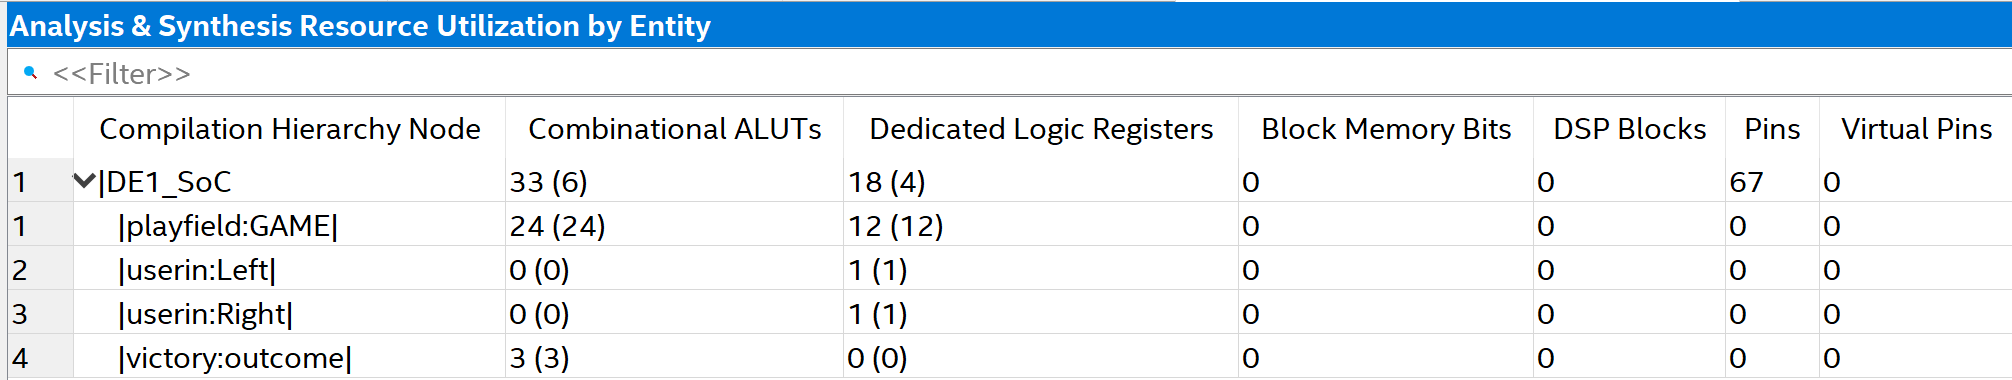 Analysis & Synthesis Resource Utilization by Entity
<<Filter>>
Compilation Hierarchy Node Combinational ALUTs Dedicated Logic Registers Block Memory Bits DSP Blocks Pins Virtual Pins
1 |DE1_SoC 33 (6) 18 (4) 0 0 67 0
1 |playfield:GAME| 24 (24) 12 (12) 0 0 0 0
2 |userin:Left| 0 (0) 1 (1) 0 0 0 0
3 |userin:Right| 0 (0) 1 (1) 0 0 0 0
4 |victory:outcome| 3 (3) 0 (0) 0 0 0 0